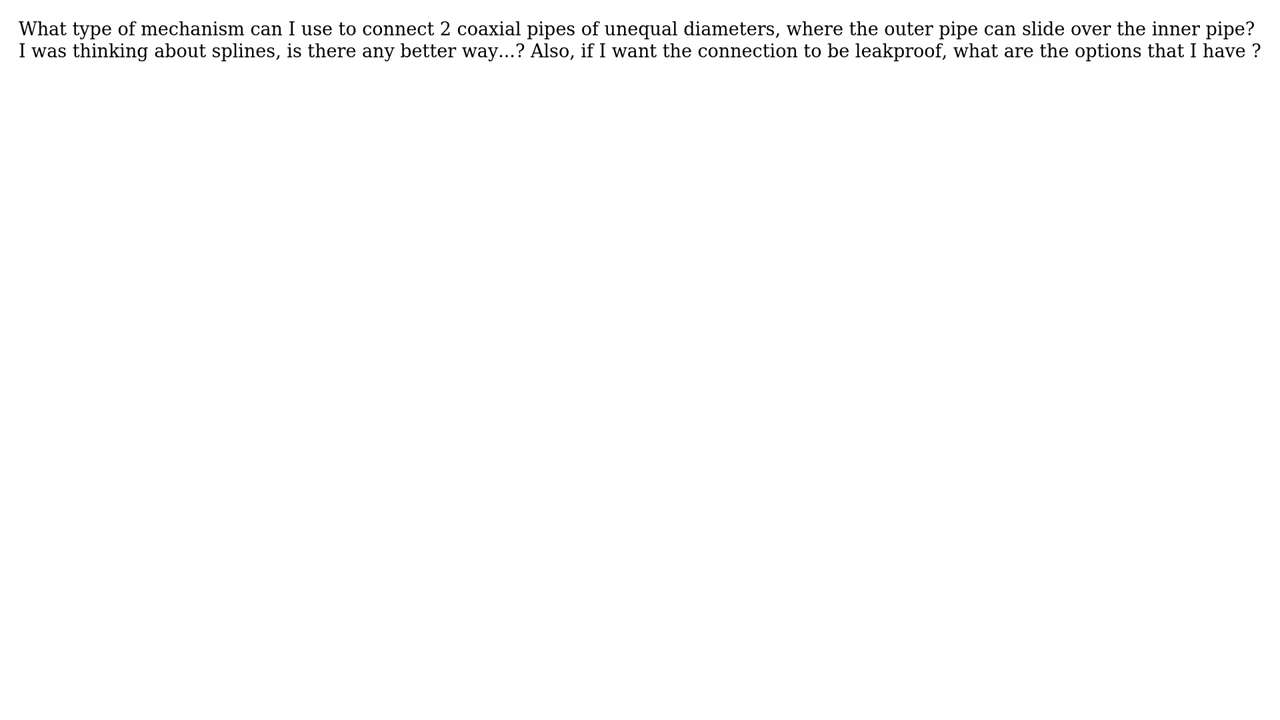 What type of mechanism can I use to connect 2 coaxial pipes of unequal diameters, where the outer pipe can slide over the inner pipe?
I was thinking about splines, is there any better way...? Also, if I want the connection to be leakproof, what are the options that I have ?